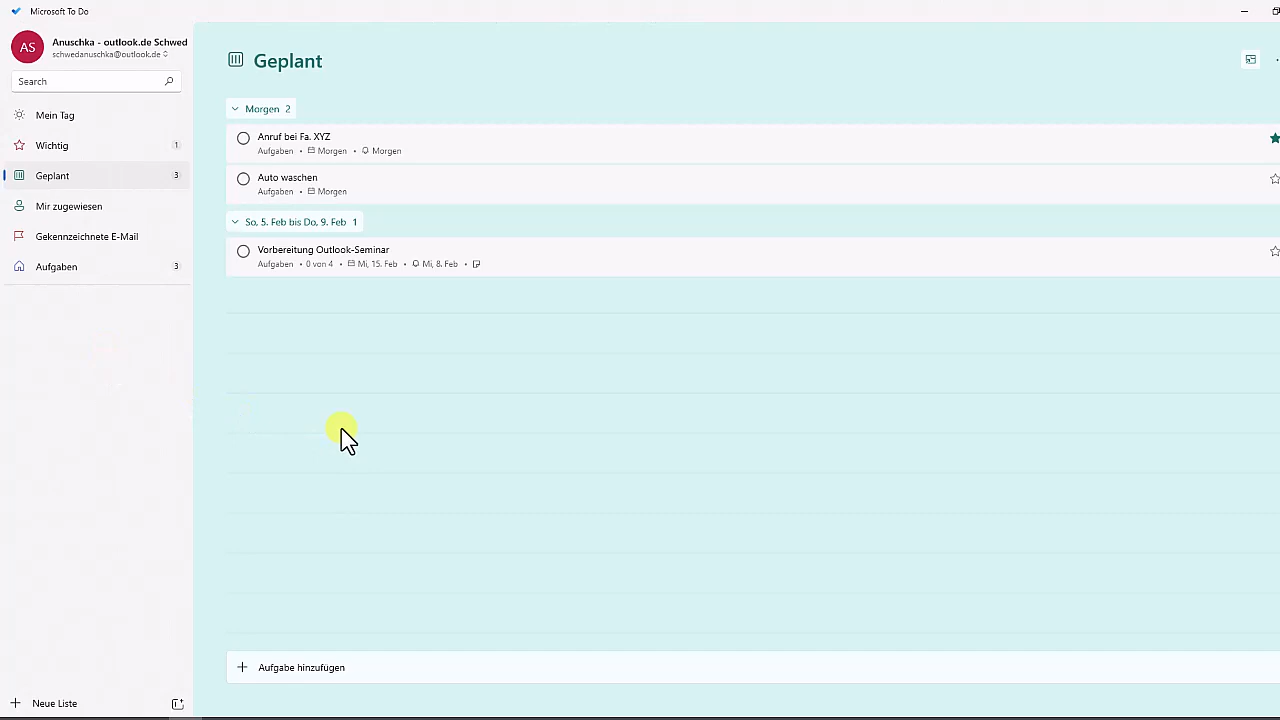 Microsoft To Do
AS
Anuschka - outlook.de Schwed
schwedanuschka@outlook.de
Search
Mein Tag
Wichtig 1
Geplant 3
Mir zugewiesen
Gekennzeichnete E-Mail
Aufgaben 3
Neue Liste
Geplant
Morgen 2
Anruf bei Fa. XYZ
Aufgaben • Morgen • Morgen
Auto waschen
Aufgaben • Morgen
So, 5. Feb bis Do, 9. Feb 1
Vorbereitung Outlook-Seminar
Aufgaben • 0 von 4 • Mi, 15. Feb • Mi, 8. Feb •
Aufgabe hinzufügen